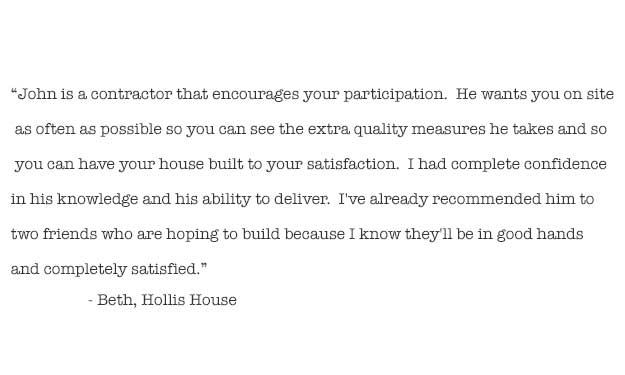 “John is a contractor that encourages your participation.  He wants you on site
as often as possible so you can see the extra quality measures he takes and so
you can have your house built to your satisfaction.  I had complete confidence
in his knowledge and his ability to deliver.  I've already recommended him to
two friends who are hoping to build because I know they'll be in good hands
and completely satisfied.”
- Beth, Hollis House